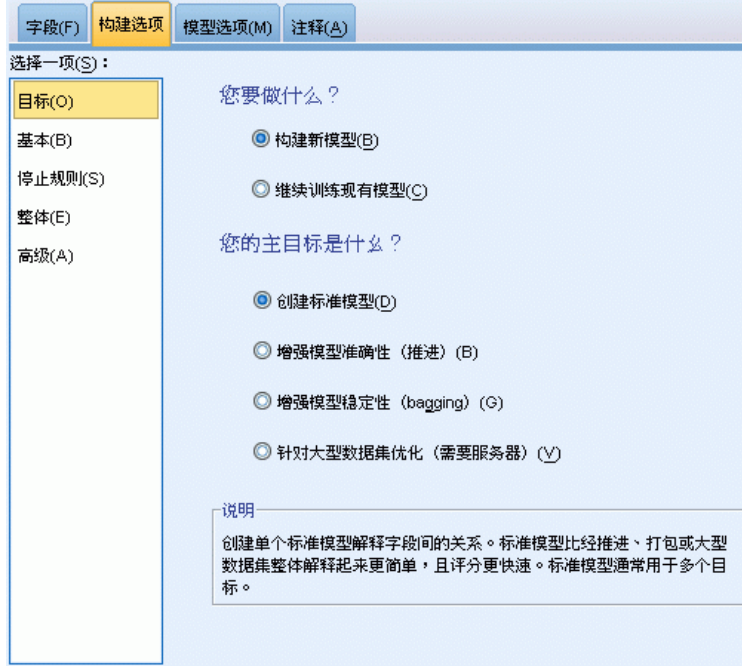 字段(F) 构建选项 模型选项(M) 注释(A)
选择一项(S)：
目标(O)
基本(B)
停止规则(S)
整体(E)
高级(A)
您要做什么？
构建新模型(B)
继续训练现有模型(C)
您的主目标是什么？
创建标准模型(D)
增强模型准确性（推进）(B)
增强模型稳定性（bagging）(G)
针对大型数据集优化（需要服务器）(V)
说明
创建单个标准模型解释字段间的关系。标准模型比经推进、打包或大型
数据集整体解释起来更简单，且评分更快速。标准模型通常用于多个目
标。